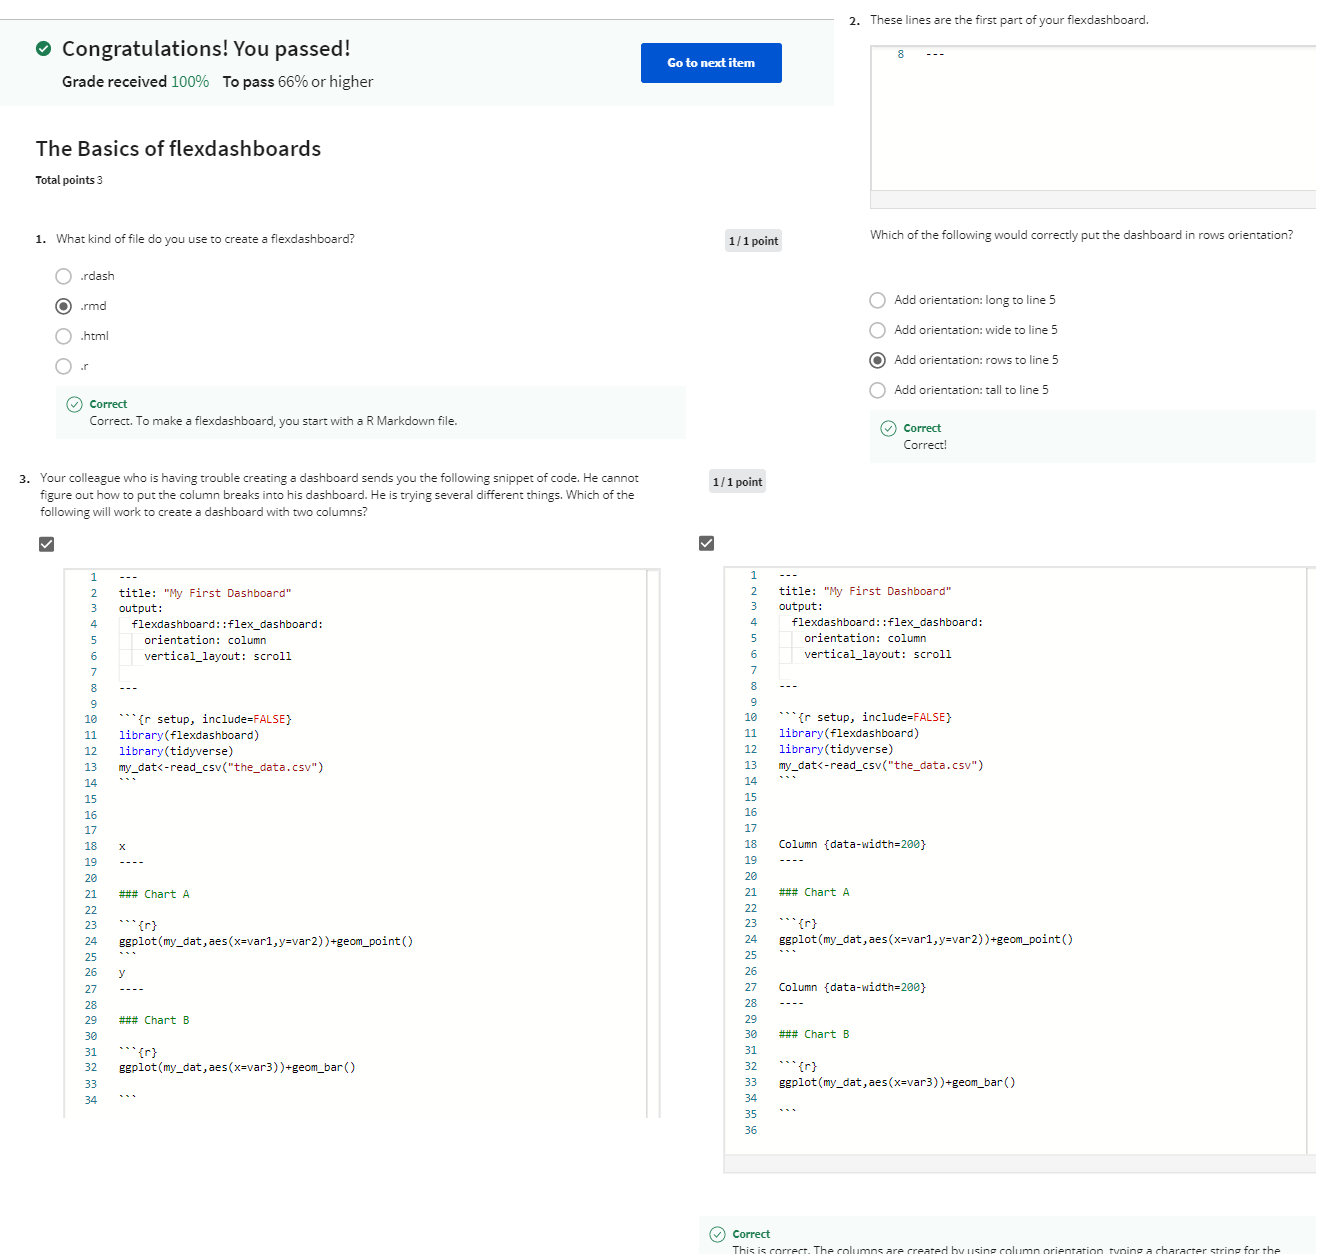 Congratulations! You passed!
Grade received 100% To pass 66% or higher
Go to next item
The Basics of flexdashboards
Total points 3
1. What kind of file do you use to create a flexdashboard?
1 / 1 point
.rdash
.rmd
.html
.r
Correct
Correct. To make a flexdashboard, you start with a R Markdown file.
2. These lines are the first part of your flexdashboard.
8 ---
Which of the following would correctly put the dashboard in rows orientation?
Add orientation: long to line 5
Add orientation: wide to line 5
Add orientation: rows to line 5
Add orientation: tall to line 5
Correct
Correct!
3. Your colleague who is having trouble creating a dashboard sends you the following snippet of code. He cannot
figure out how to put the column breaks into his dashboard. He is trying several different things. Which of the
following will work to create a dashboard with two columns?
1 / 1 point
1 ---
2 title: "My First Dashboard"
3 output:
4 flexdashboard::flex_dashboard:
5 orientation: column
6 vertical_layout: scroll
7
8 ---
9
10 ```{r setup, include=FALSE}
11 library(flexdashboard)
12 library(tidyverse)
13 my_dat<-read_csv("the_data.csv")
14 ```
15
16
17
18 x
19 ----
20
21 ### Chart A
22
23 ```{r}
24 ggplot(my_dat,aes(x=var1,y=var2))+geom_point()
25 ```
26 y
27 ----
28
29 ### Chart B
30
31 ```{r}
32 ggplot(my_dat,aes(x=var3))+geom_bar()
33
34 ```
1 ---
2 title: "My First Dashboard"
3 output:
4 flexdashboard::flex_dashboard:
5 orientation: column
6 vertical_layout: scroll
7
8 ---
9
10 ```{r setup, include=FALSE}
11 library(flexdashboard)
12 library(tidyverse)
13 my_dat<-read_csv("the_data.csv")
14 ```
15
16
17
18 Column {data-width=200}
19 ----
20
21 ### Chart A
22
23 ```{r}
24 ggplot(my_dat,aes(x=var1,y=var2))+geom_point()
25 ```
26
27 Column {data-width=200}
28 ----
29
30 ### Chart B
31
32 ```{r}
33 ggplot(my_dat,aes(x=var3))+geom_bar()
34
35 ```
36
Correct
This is correct. The columns are created by using column orientation, typing a character string for the